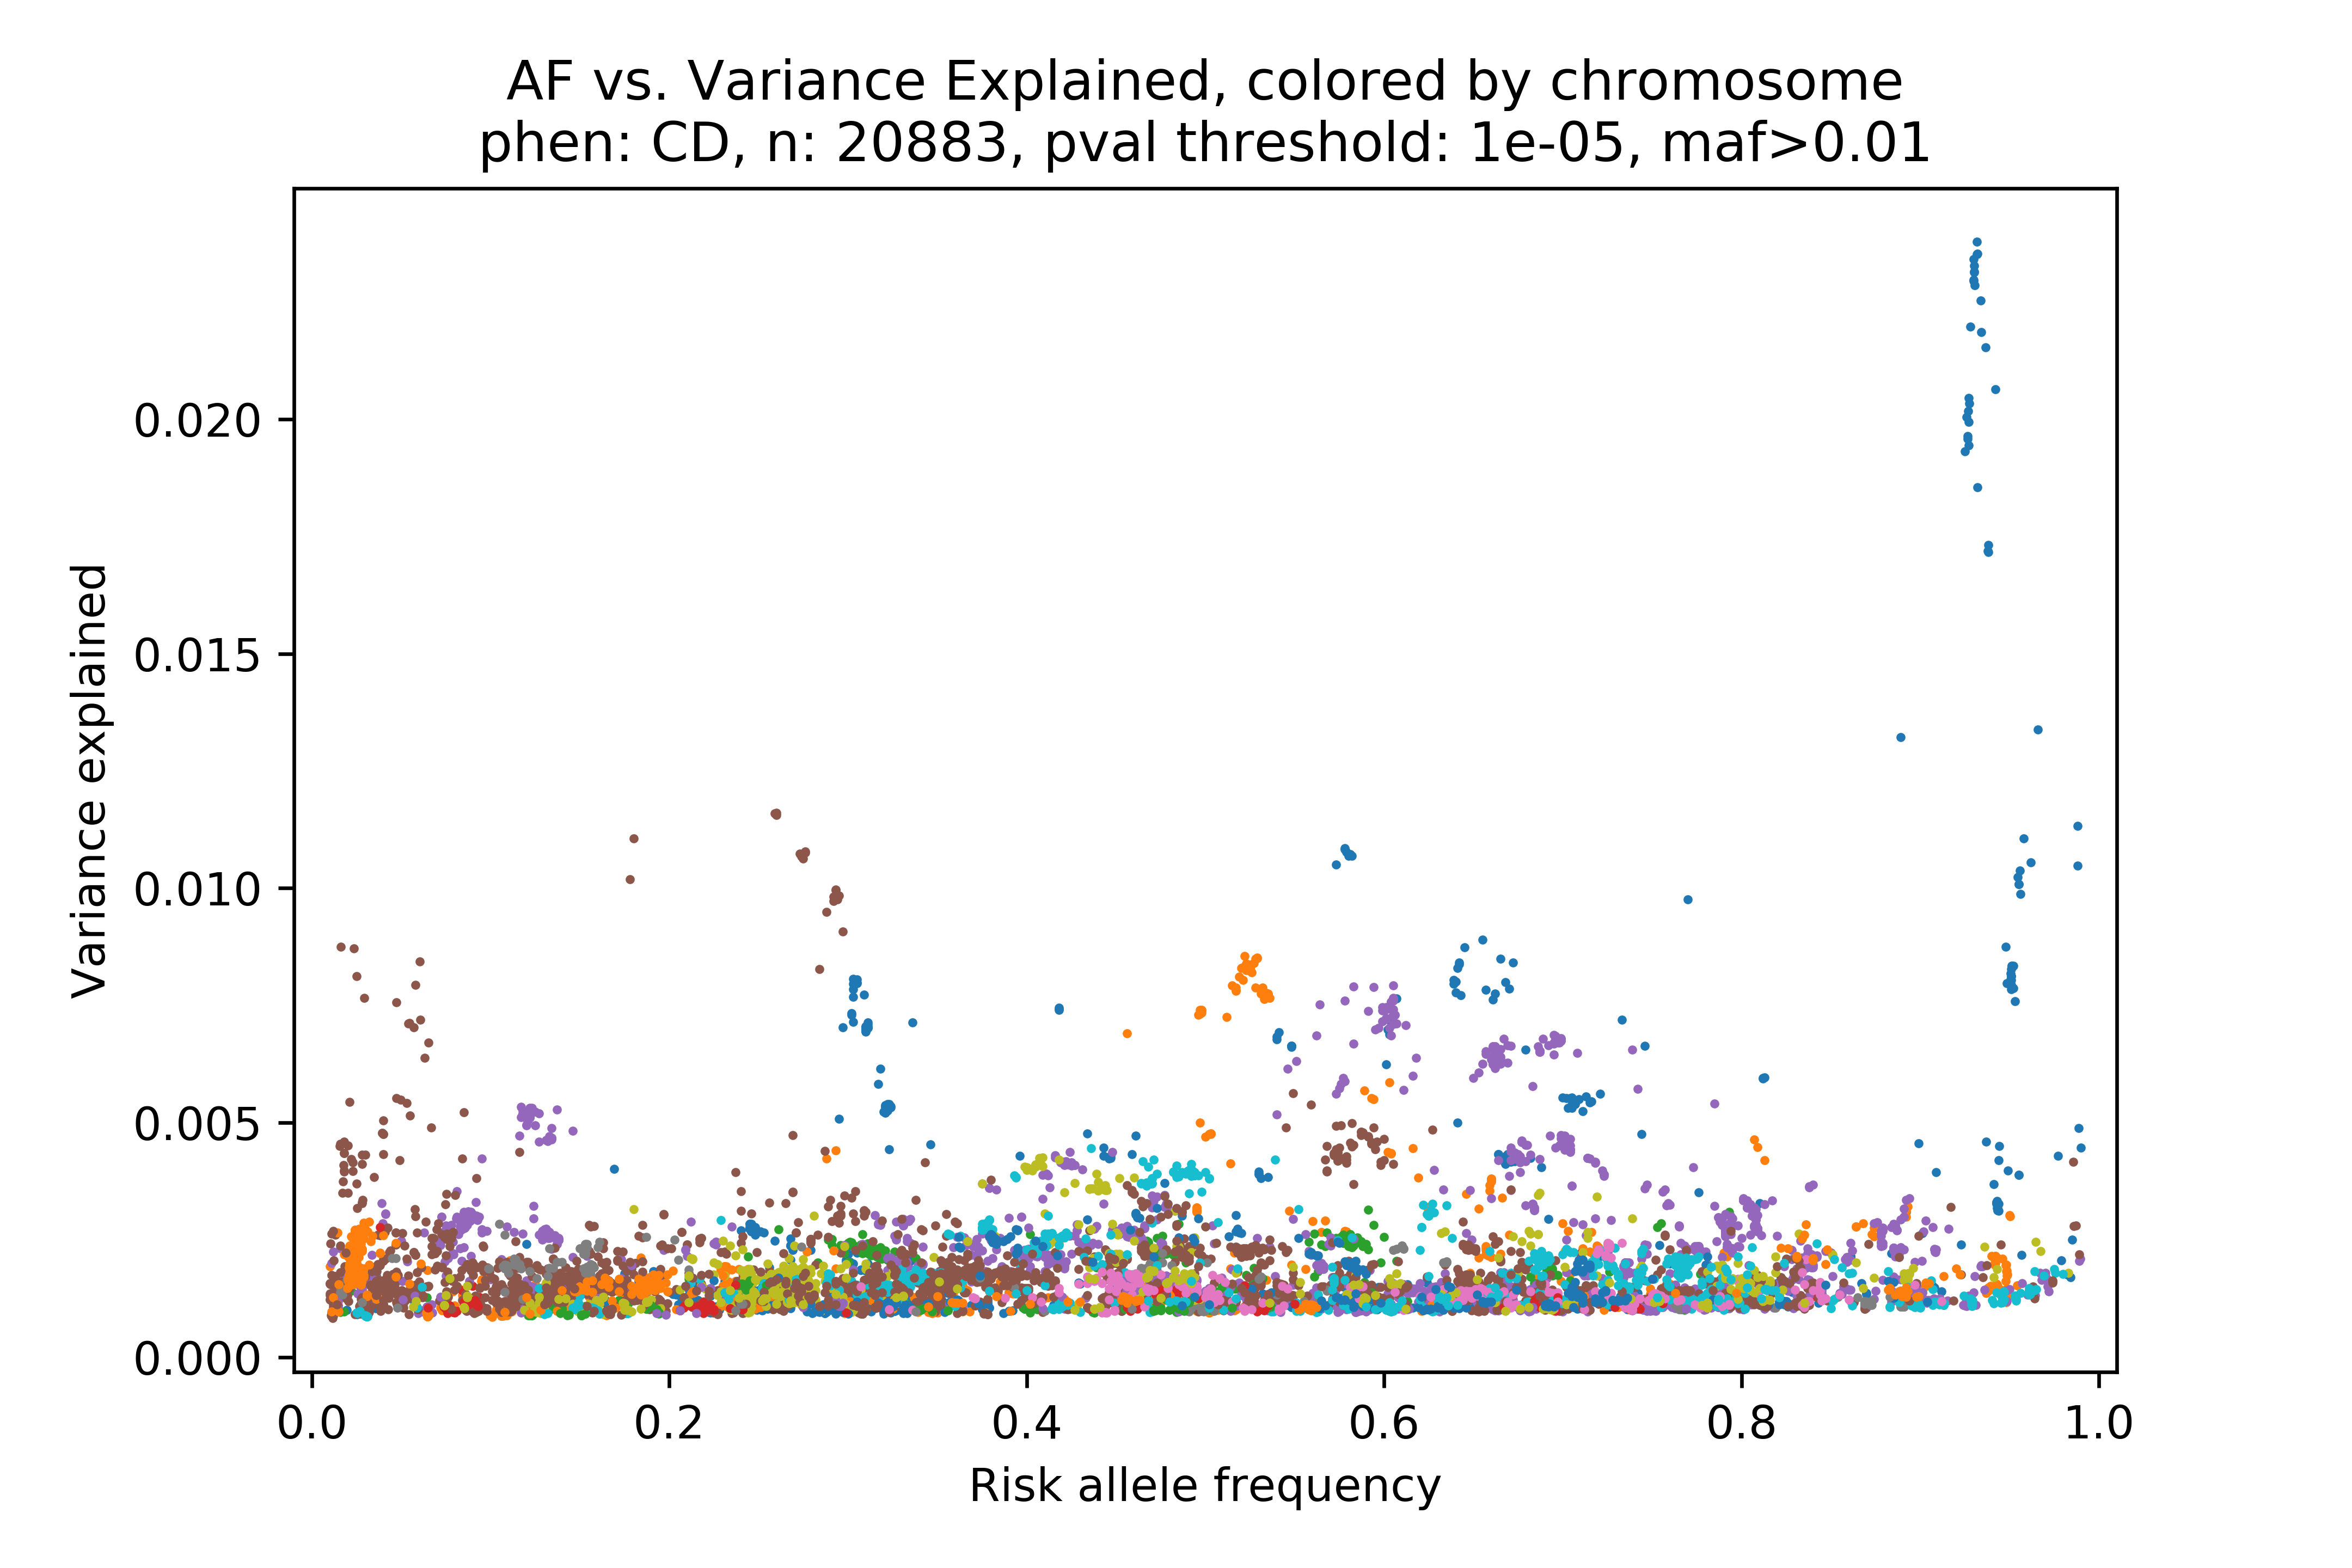 AF vs. Variance Explained, colored by chromosome
phen: CD, n: 20883, pval threshold: 1e-05, maf>0.01
Variance explained
0.020
0.015
0.010
0.005
0.000
0.0 0.2 0.4 0.6 0.8 1.0
Risk allele frequency